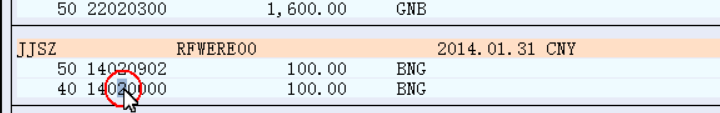 50 22020300 1,600.00 GNB
JJSZ RFWERE00 2014.01.31 CNY
50 14020902 100.00 BNG
40 14020000 100.00 BNG